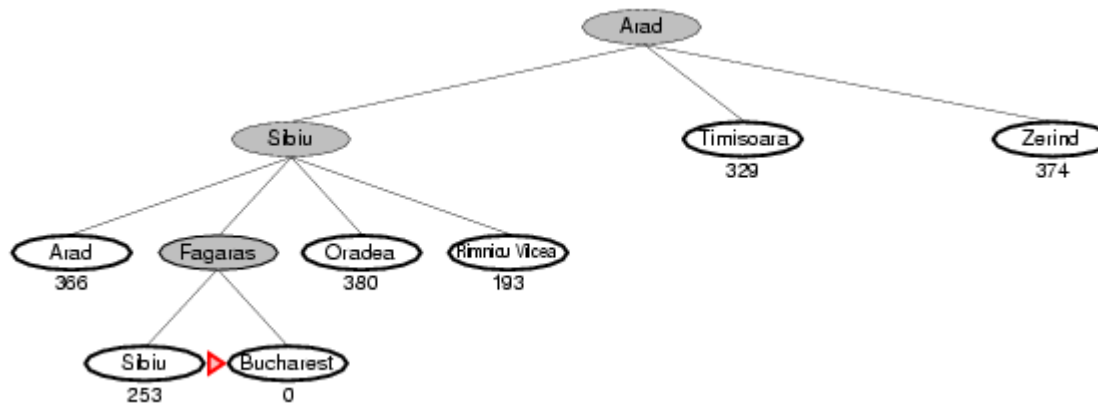 Arad
Sibiu Timisoara Zerind
329 374
Arad Fagaras Oradea Rimnicu Vilcea
366 380 193
Sibiu Bucharest
253 0